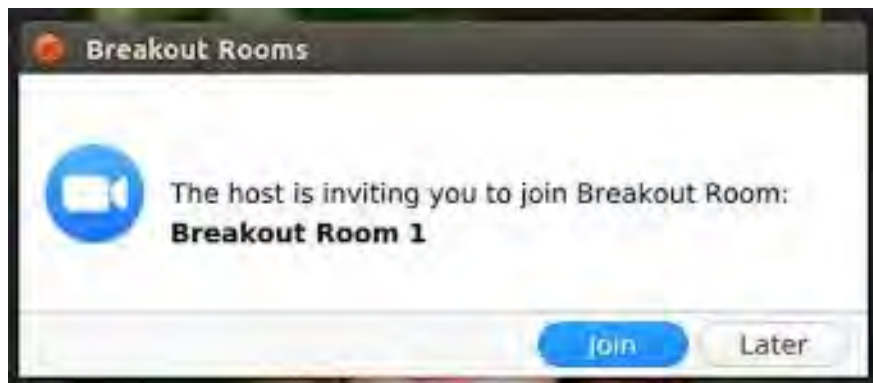 Breakout Rooms
The host is inviting you to join Breakout Room:
Breakout Room 1
Join Later